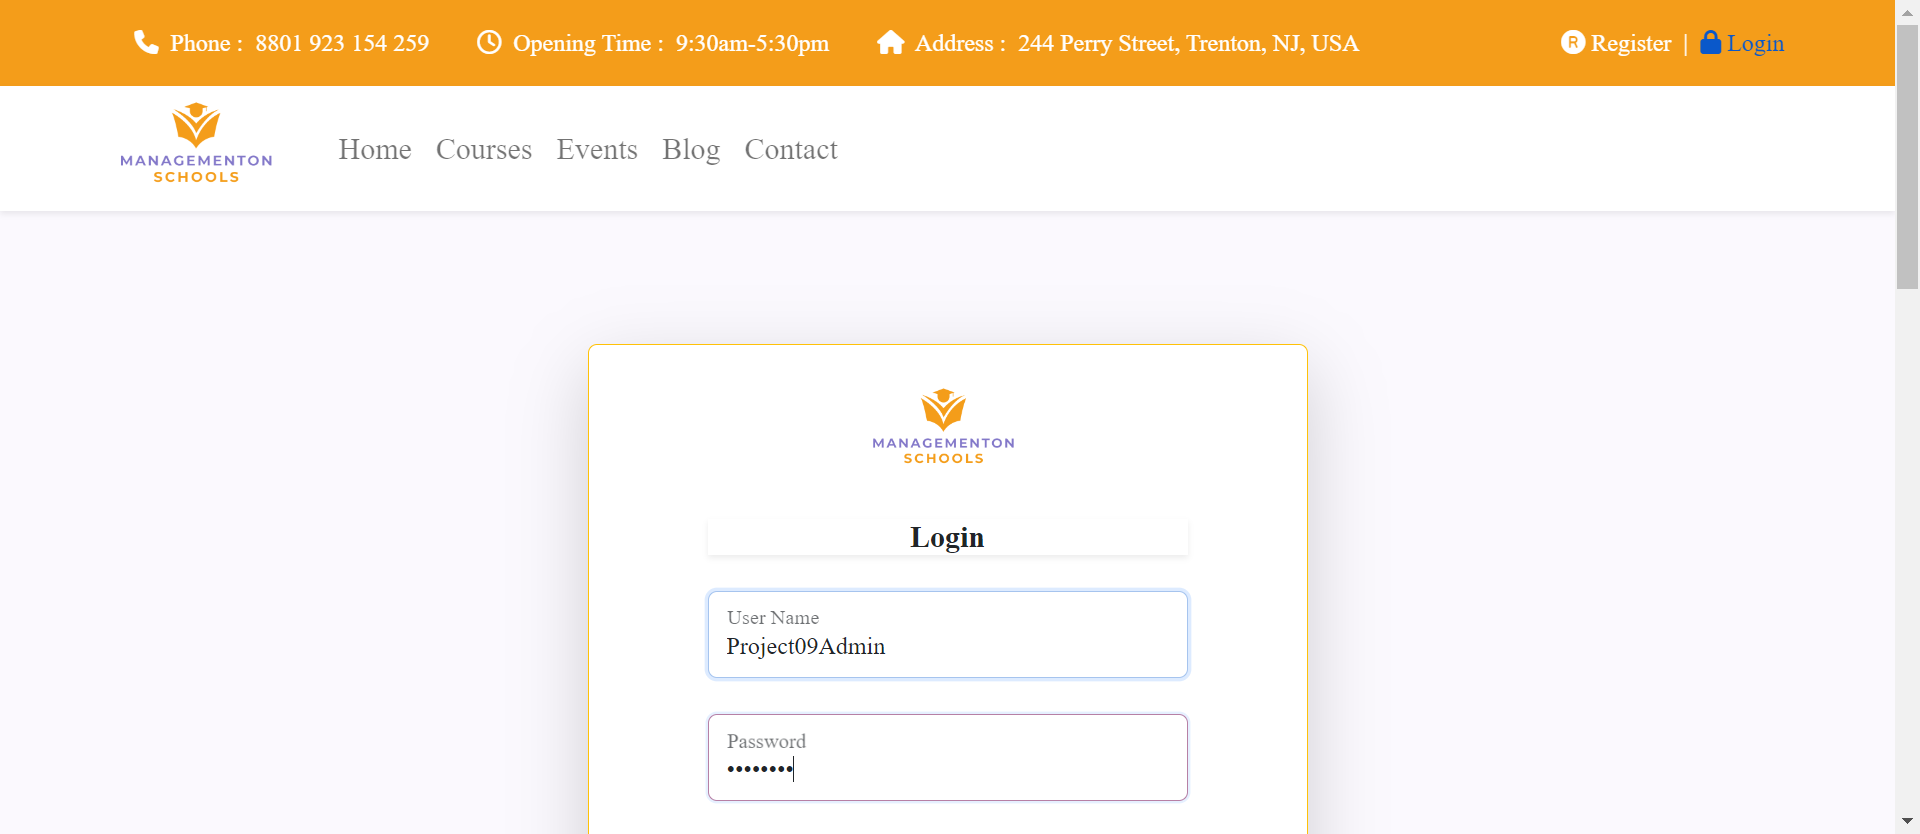 Phone : 8801 923 154 259 Opening Time : 9:30am-5:30pm Address : 244 Perry Street, Trenton, NJ, USA R Register | Login
MANAGEMENTON
SCHOOLS
Home Courses Events Blog Contact
MANAGEMENTON
SCHOOLS
Login
User Name
Project09Admin
Password
••••••••